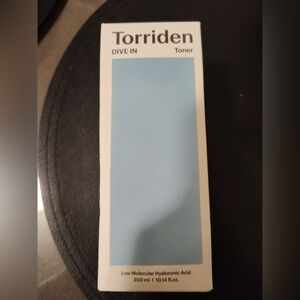 Torriden
DIVE IN Toner
Low Molecular Hyaluronic Acid
300 ml I 10.14 fl.oz.